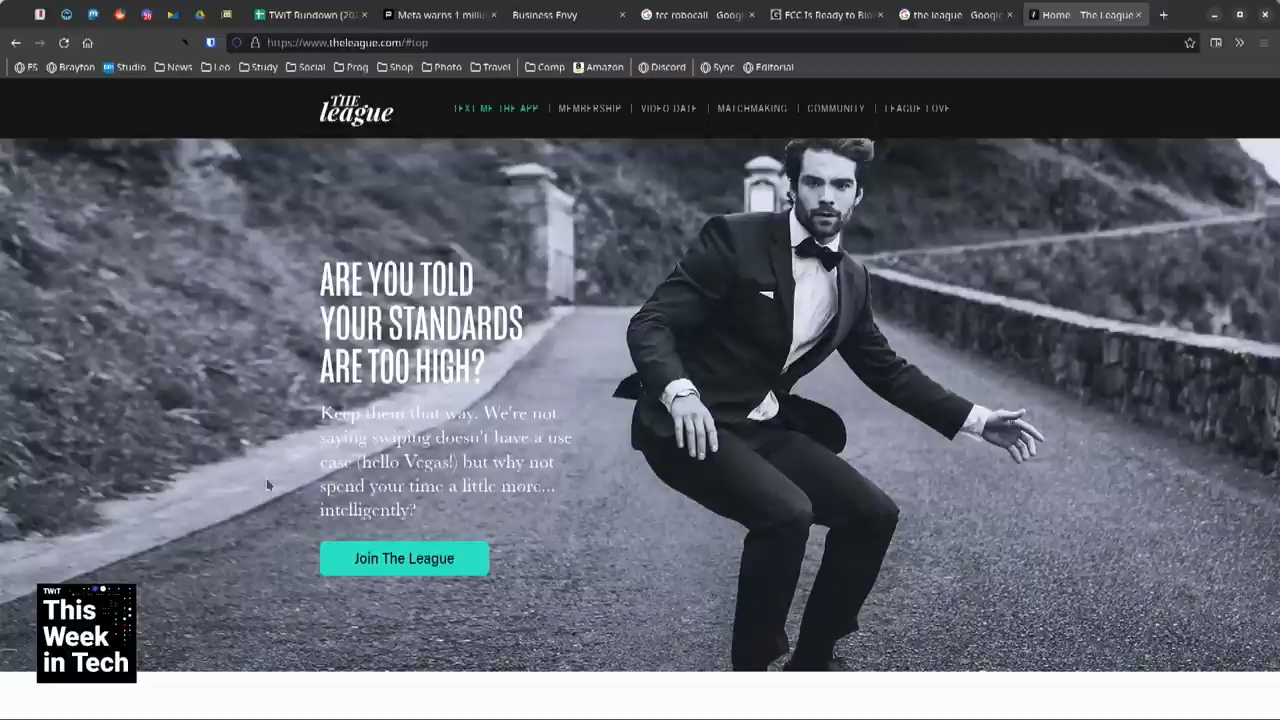 TWiT Rundown (202
Meta warns 1 millio
Business Envy
fcc robocall - Googl
FCC Is Ready to Blo
the league - Google
Home - The League
https://www.theleague.com/#top
FS
Brayton
Studio
News
Leo
Study
Social
Prog
Shop
Photo
Travel
Comp
Amazon
Discord
Sync
Editorial
THE
league
TEXT ME THE APP | MEMBERSHIP | VIDEO DATE | MATCHMAKING | COMMUNITY | LEAGUE LOVE
ARE YOU TOLD
YOUR STANDARDS
ARE TOO HIGH?
Keep them that way. We're not
saying swiping doesn't have a use
case (hello Vegas!) but why not
spend your time a little more...
intelligently?
Join The League
TWiT
This
Week
in Tech